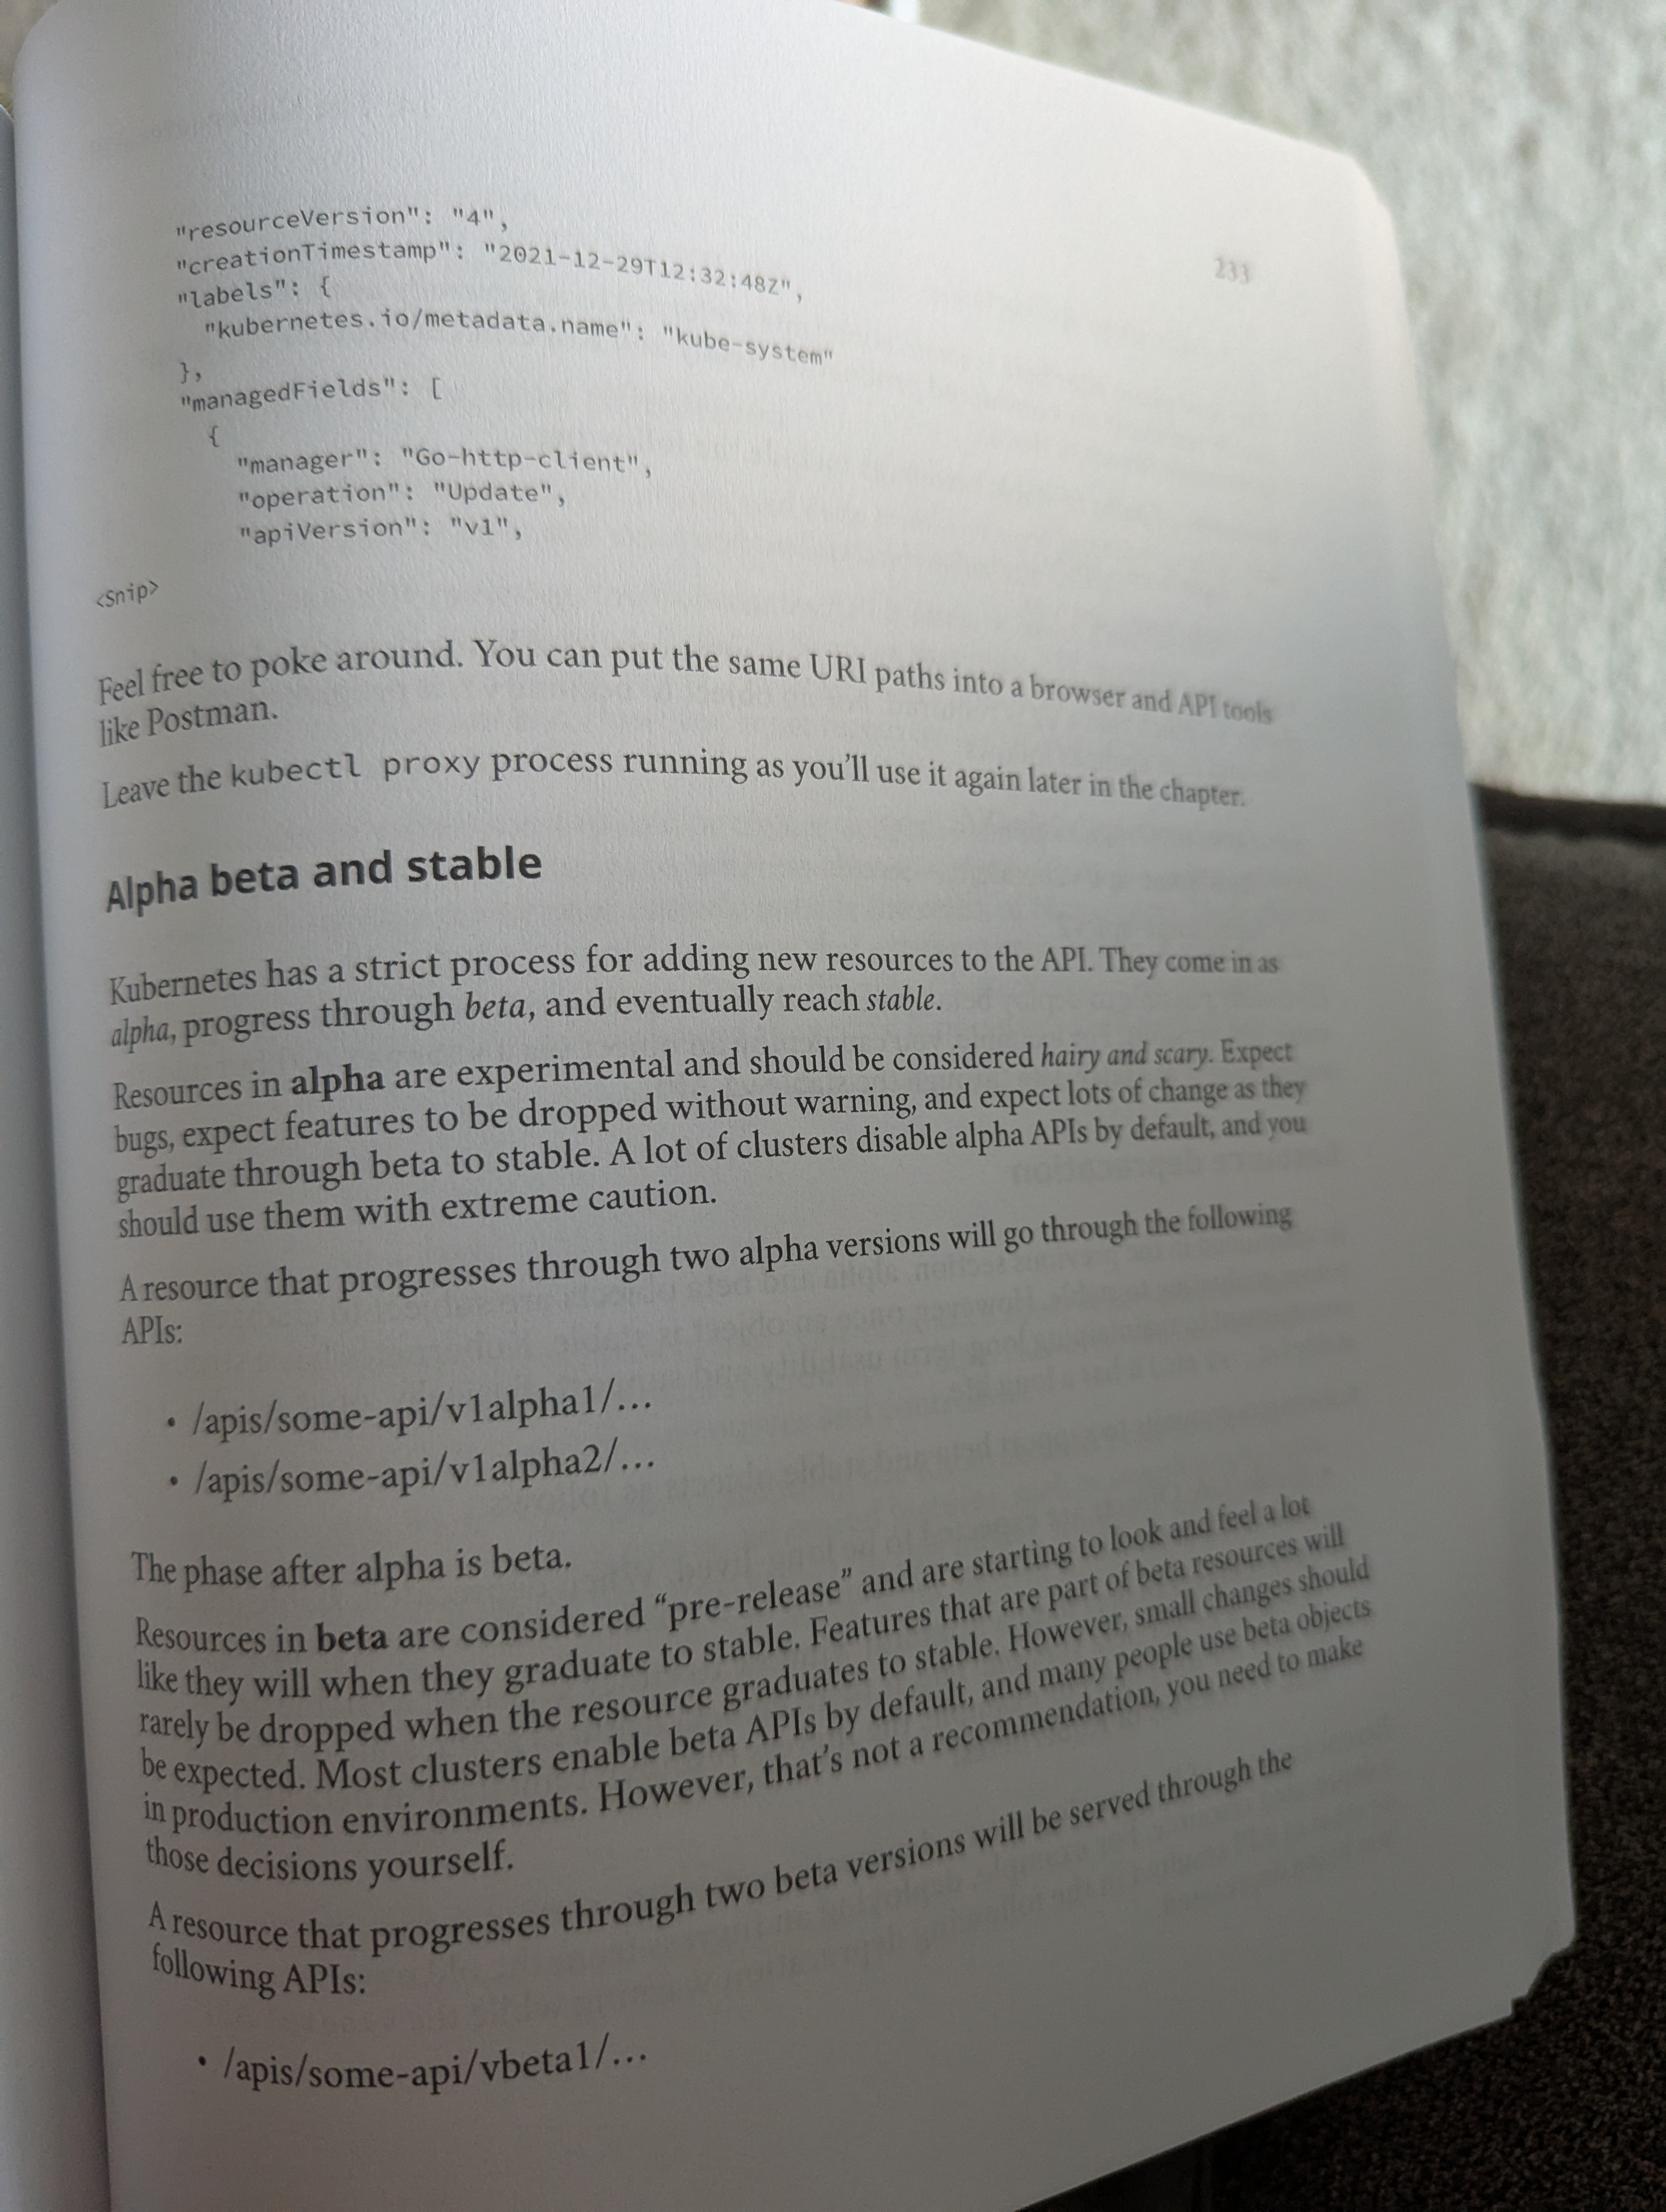 233
"resourceVersion": "4",
"creationTimestamp": "2021-12-29T12:32:48Z",
"labels": {
"kubernetes.io/metadata.name": "kube-system"
},
"managedFields": [
{
"manager": "Go-http-client",
"operation": "Update",
"apiVersion": "v1",
<Snip>
Feel free to poke around. You can put the same URI paths into a browser and API tools
like Postman.
Leave the kubectl proxy process running as you’ll use it again later in the chapter.
Alpha beta and stable
Kubernetes has a strict process for adding new resources to the API. They come in as
alpha, progress through beta, and eventually reach stable.
Resources in alpha are experimental and should be considered hairy and scary. Expect
bugs, expect features to be dropped without warning, and expect lots of change as they
graduate through beta to stable. A lot of clusters disable alpha APIs by default, and you
should use them with extreme caution.
A resource that progresses through two alpha versions will go through the following
APIs:
• /apis/some-api/v1alpha1/…
• /apis/some-api/v1alpha2/…
The phase after alpha is beta.
Resources in beta are considered “pre-release” and are starting to look and feel a lot
like they will when they graduate to stable. Features that are part of beta resources will
rarely be dropped when the resource graduates to stable. However, small changes should
be expected. Most clusters enable beta APIs by default, and many people use beta objects
in production environments. However, that’s not a recommendation, you need to make
those decisions yourself.
A resource that progresses through two beta versions will be served through the
following APIs:
• /apis/some-api/vbeta1/…